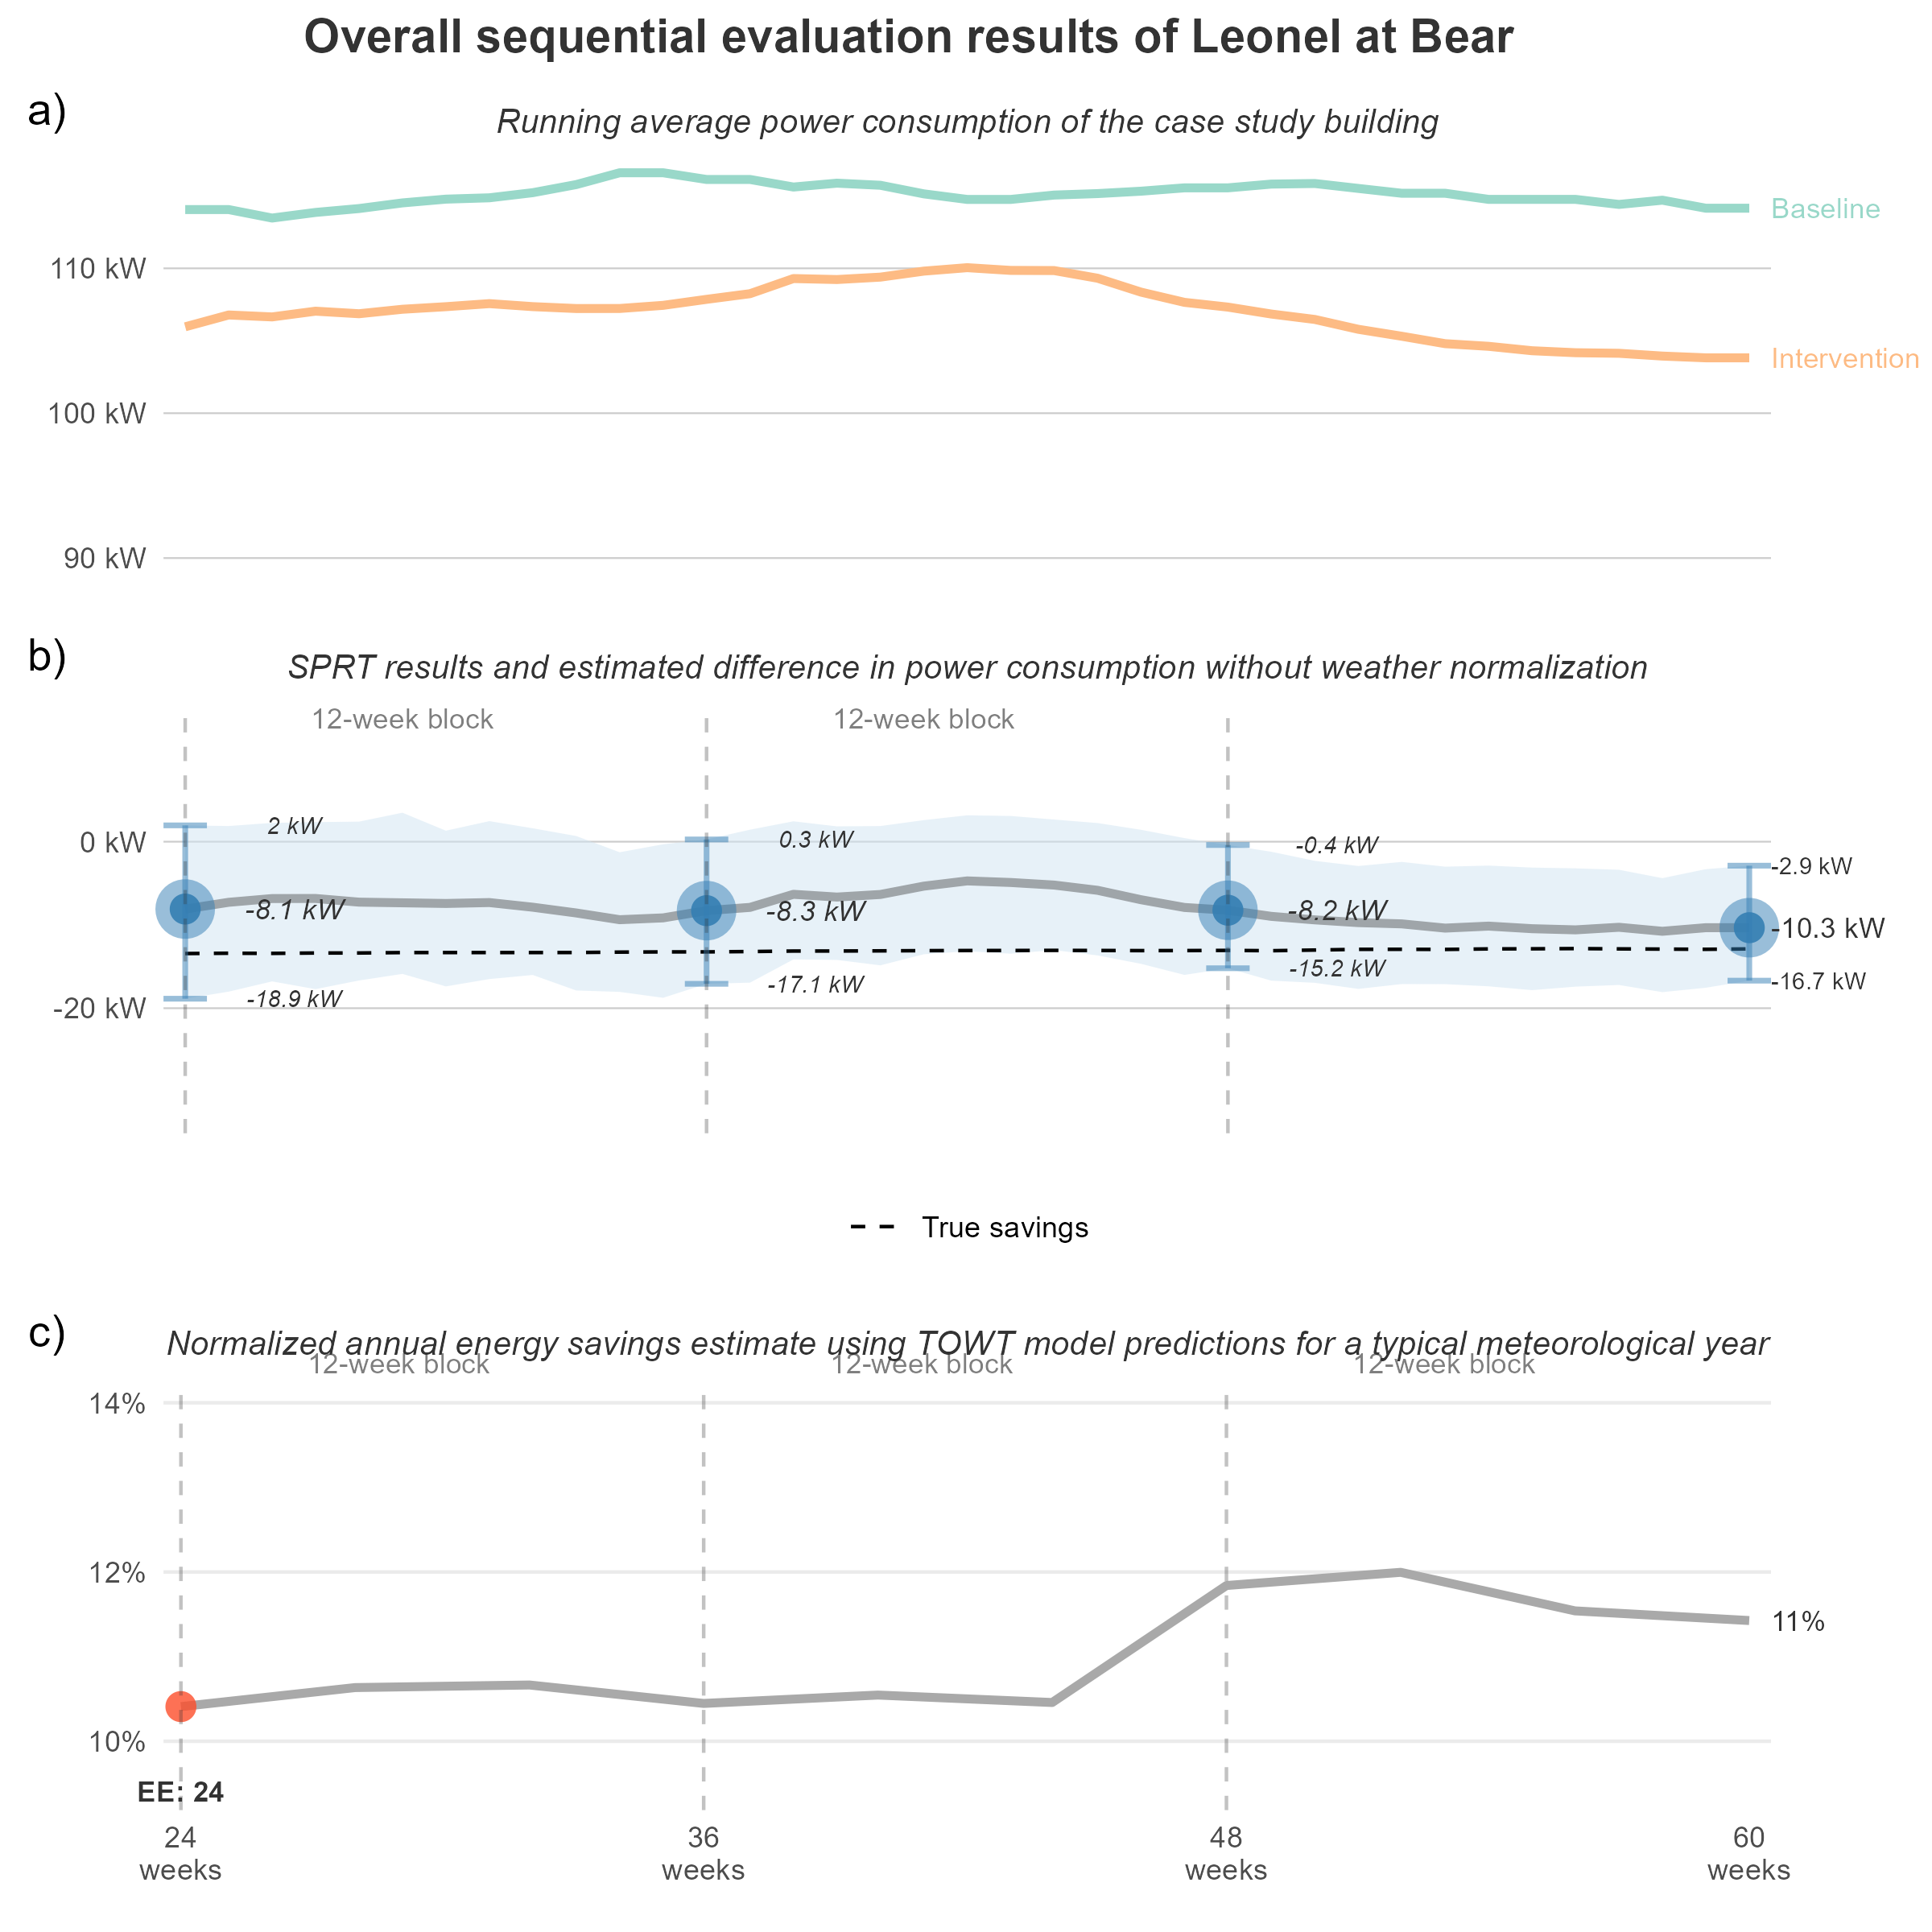 Overall sequential evaluation results of Leonel at Bear
a)
Running average power consumption of the case study building
Baseline
110 kW
Intervention
100 kW
90 kW
b)
SPRT results and estimated difference in power consumption without weather normalization
12-week block
12-week block
2 kW
0.3 kW
-0.4 kW
0 kW
-2.9 kW
-8.1 kW
-8.3 kW
-8.2 kW
-10.3 kW
-15.2 kW
-17.1 kW
-16.7 kW
-18.9 kW
-20 kW
True savings
c)
Normalized annual energy savings estimate using TOWT model predictions for a typical meteorological year
12-week block
12-week block
12-week block
14%
12%
11%
10%
EE: 24
24
weeks
36
weeks
48
weeks
60
weeks